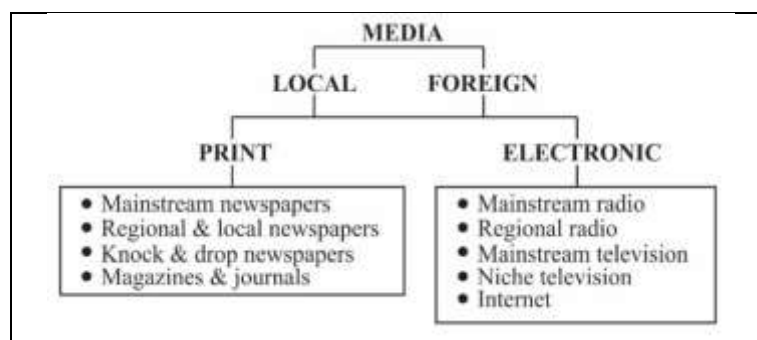 MEDIA
LOCAL FOREIGN
PRINT ELECTRONIC
• Mainstream newspapers
• Regional & local newspapers
• Knock & drop newspapers
• Magazines & journals
• Mainstream radio
• Regional radio
• Mainstream television
• Niche television
• Internet